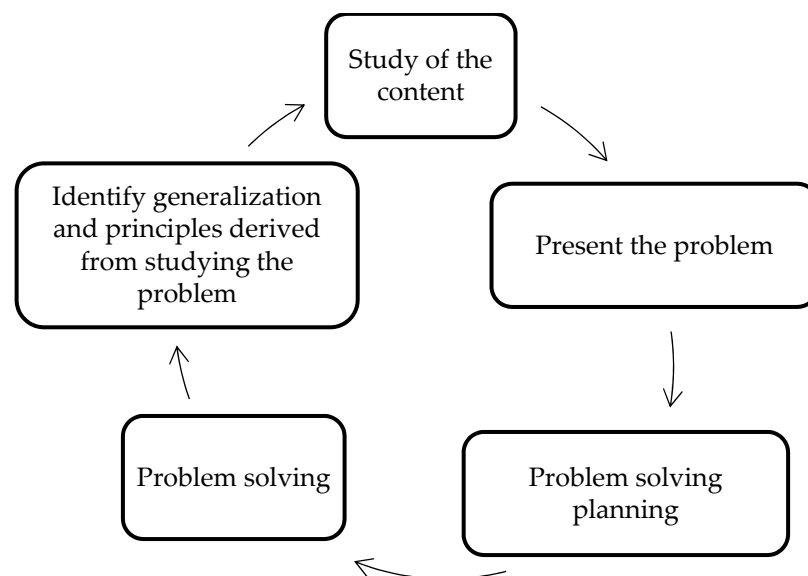 Study of the
content
Present the problem
Problem solving
planning
Problem solving
Identify generalization
and principles derived
from studying the
problem